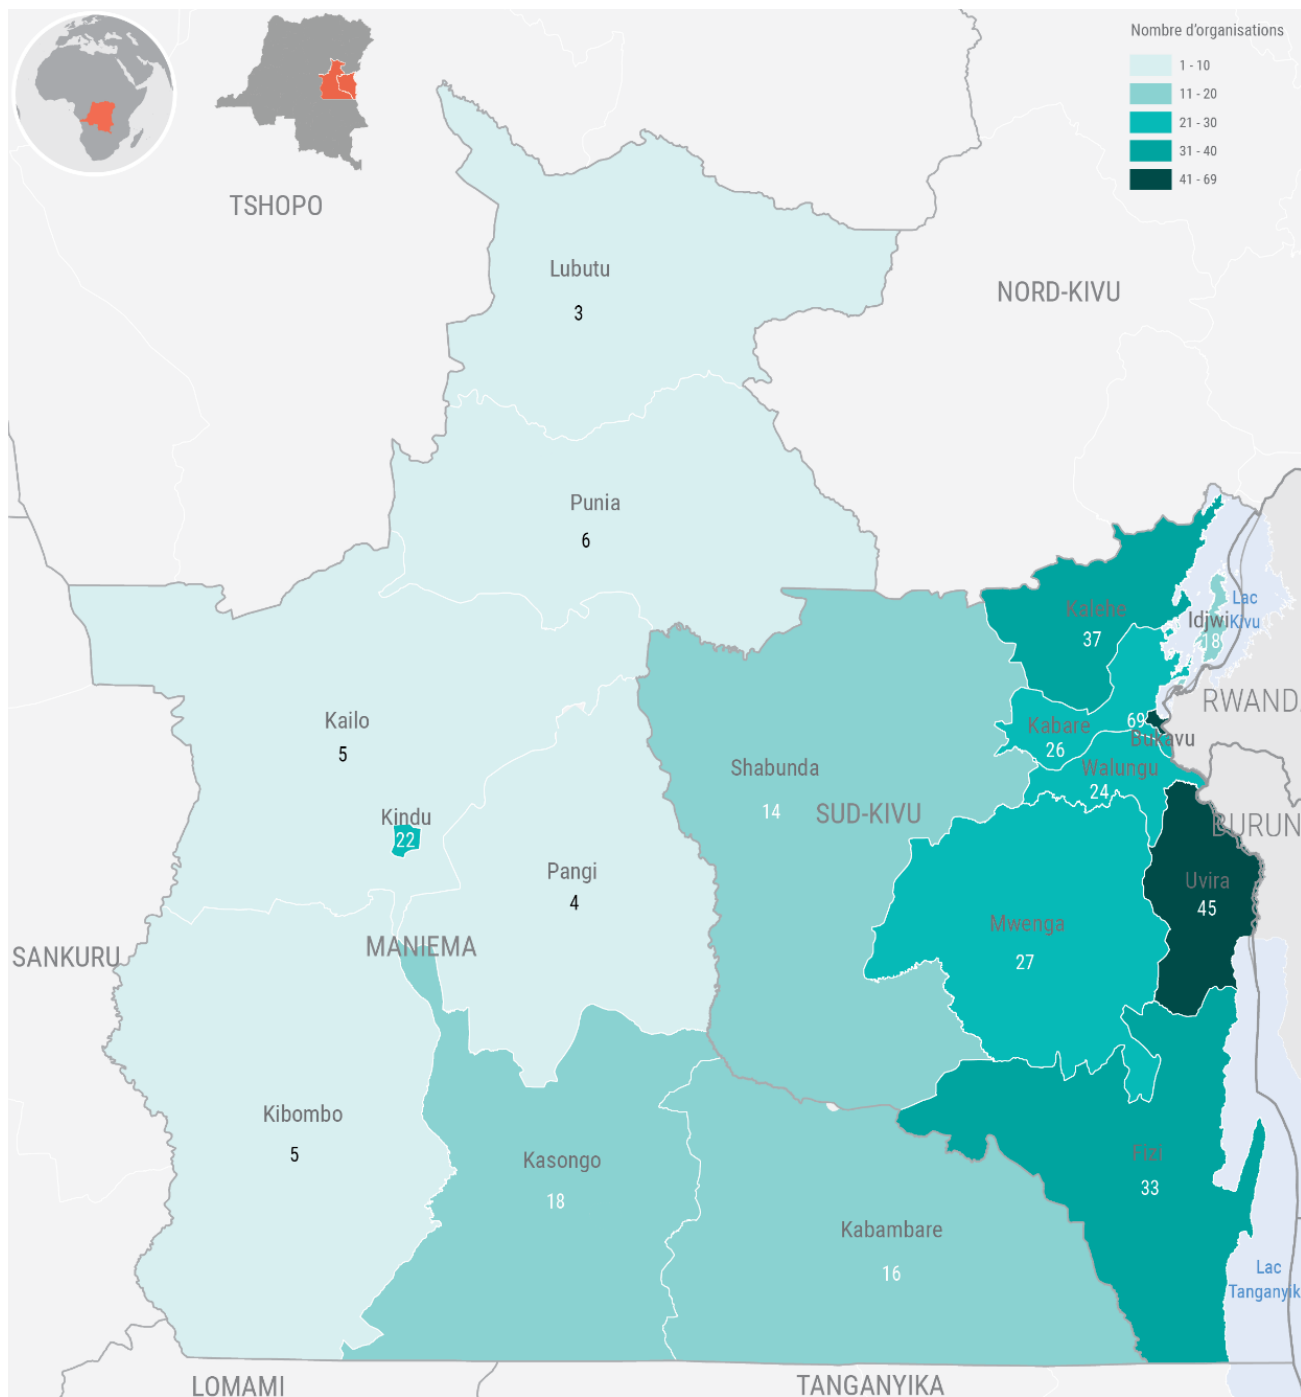 Nombre d'organisations
1 - 10
11 - 20
21 - 30
31 - 40
41 - 69
TSHOPO
Lubutu
3
NORD-KIVU
Punia
6
Kalehe
37
Lac
Kivu
Idjwi
18
RWAND
Kailo
5
Kabare
26
69
Bukavu
Walungu
24
Shabunda
14
SUD-KIVU
Kindu
22
BURUN
Pangi
4
Uvira
45
Mwenga
27
MANIEMA
SANKURU
Kibombo
5
Kasongo
18
Fizi
33
Kabambare
16
Lac
Tanganyik
LOMAMI
TANGANYIKA